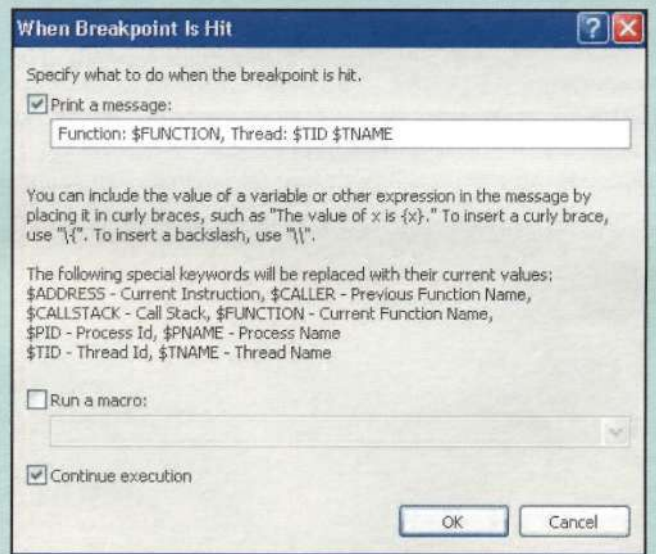 When Breakpoint Is Hit
Specify what to do when the breakpoint is hit.
Print a message:
Function: $FUNCTION, Thread: $TID $TNAME
You can include the value of a variable or other expression in the message by
placing it in curly braces, such as "The value of x is {x}." To insert a curly brace,
use "\{". To insert a backslash, use "\\".
The following special keywords will be replaced with their current values:
$ADDRESS - Current Instruction, $CALLER - Previous Function Name,
$CALLSTACK - Call Stack, $FUNCTION - Current Function Name,
$PID - Process Id, $PNAME - Process Name
$TID - Thread Id, $TNAME - Thread Name
Run a macro:
Continue execution
OK
Cancel